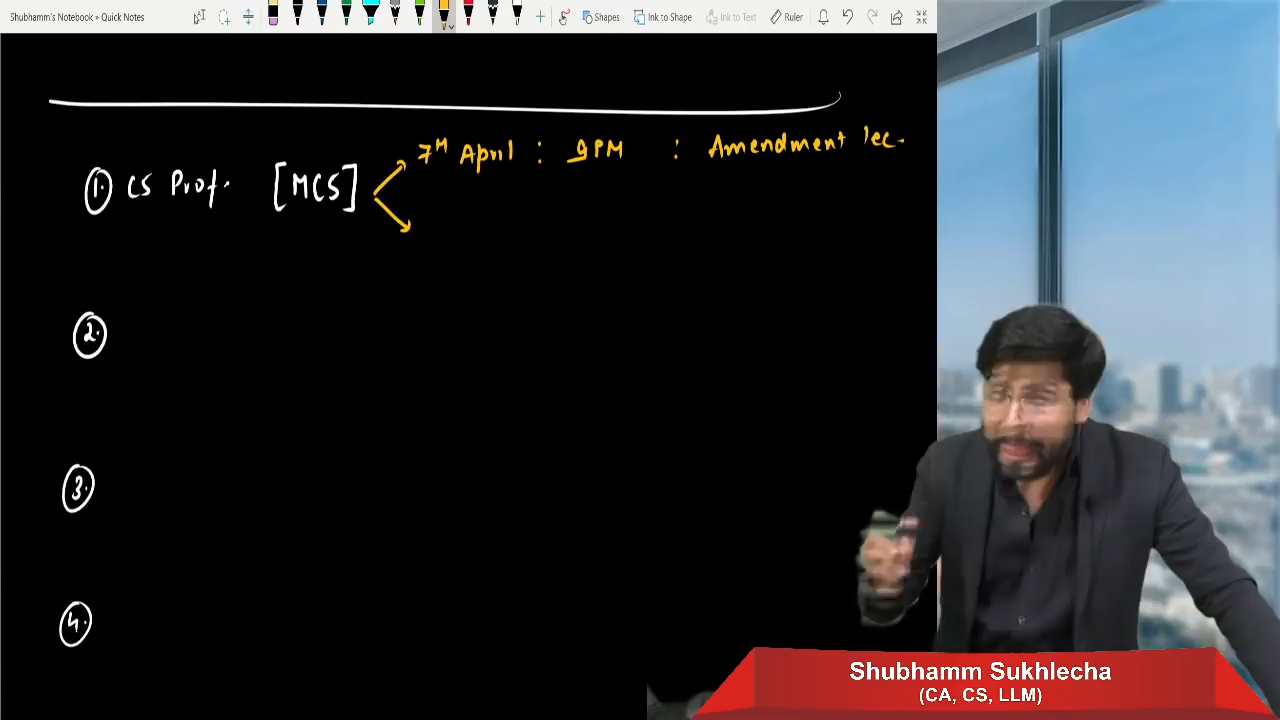 Shubhamm's Notebook » Quick Notes
Shapes
Ink to Shape
Ink to Text
Ruler
7th April : 9PM : Amendment lec.
1. CS Prof. [MCS]
2.
3.
4.
Shubhamm Sukhlecha
(CA, CS, LLM)